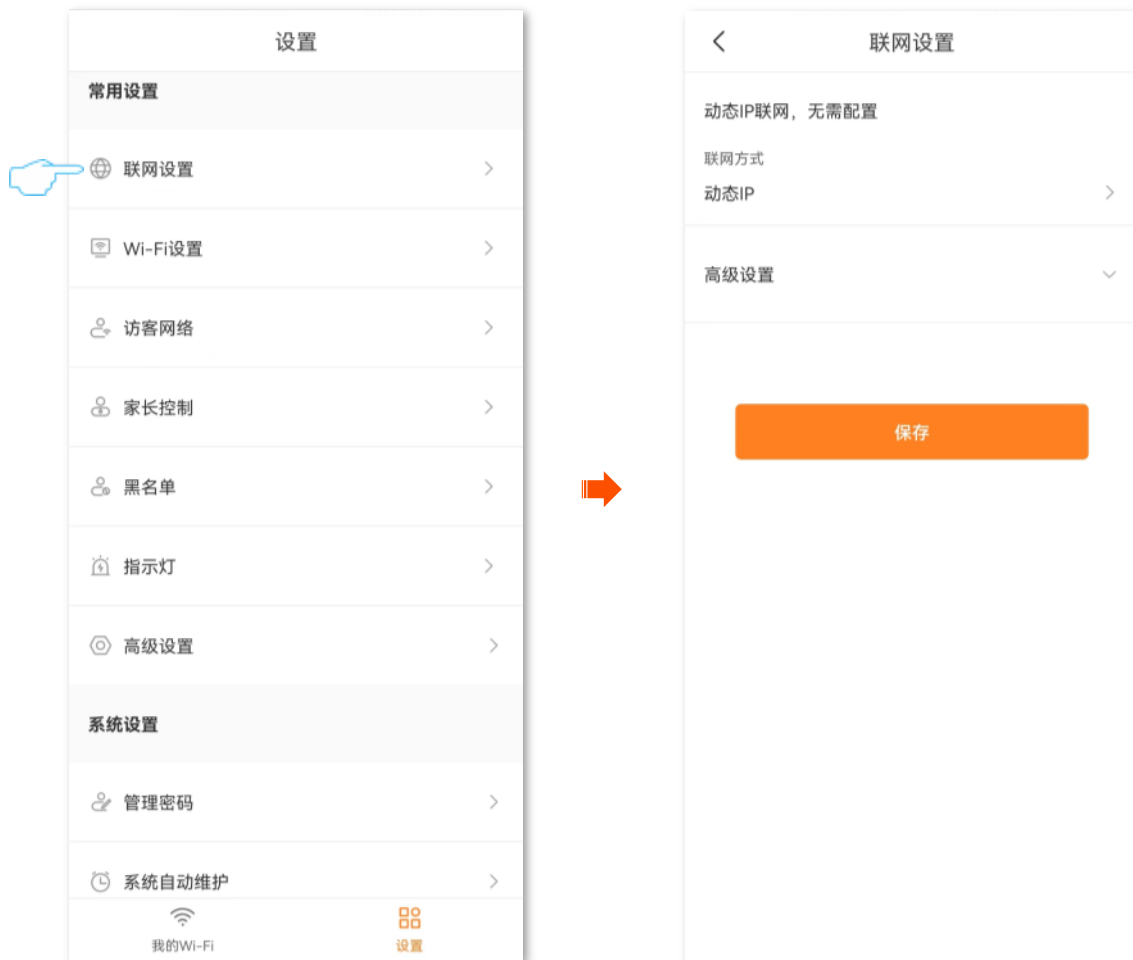 设置
常用设置
联网设置
Wi-Fi设置
访客网络
家长控制
黑名单
指示灯
高级设置
系统设置
管理密码
系统自动维护
我的Wi-Fi
设置
联网设置
动态IP联网，无需配置
联网方式
动态IP
高级设置
保存